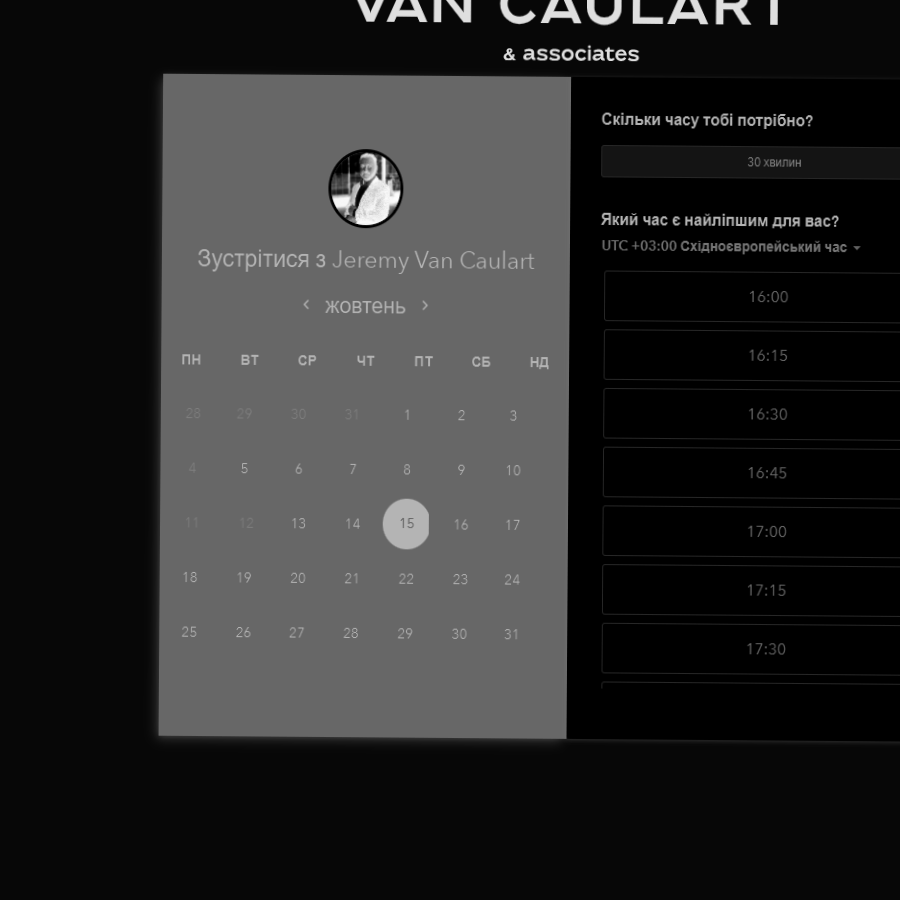 VAN CAULART
& associates
Зустрітися з Jeremy Van Caulart
‹ жовтень ›
ПН ВТ СР ЧТ ПТ СБ НД
28 29 30 31 1 2 3
4 5 6 7 8 9 10
11 12 13 14 15 16 17
18 19 20 21 22 23 24
25 26 27 28 29 30 31
Скільки часу тобі потрібно?
30 хвилин
Який час є найліпшим для вас?
UTC +03:00 Східноєвропейський час
16:00
16:15
16:30
16:45
17:00
17:15
17:30